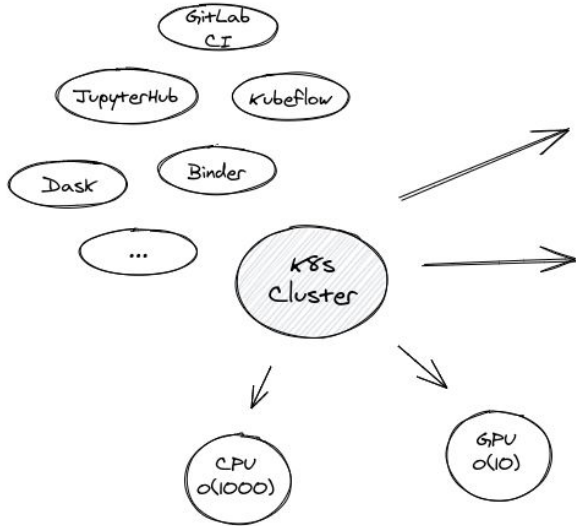 GitLab
CI
JupyterHub
Kubeflow
Binder
Dask
...
K8s
Cluster
CPU
O(1000)
GPU
O(10)